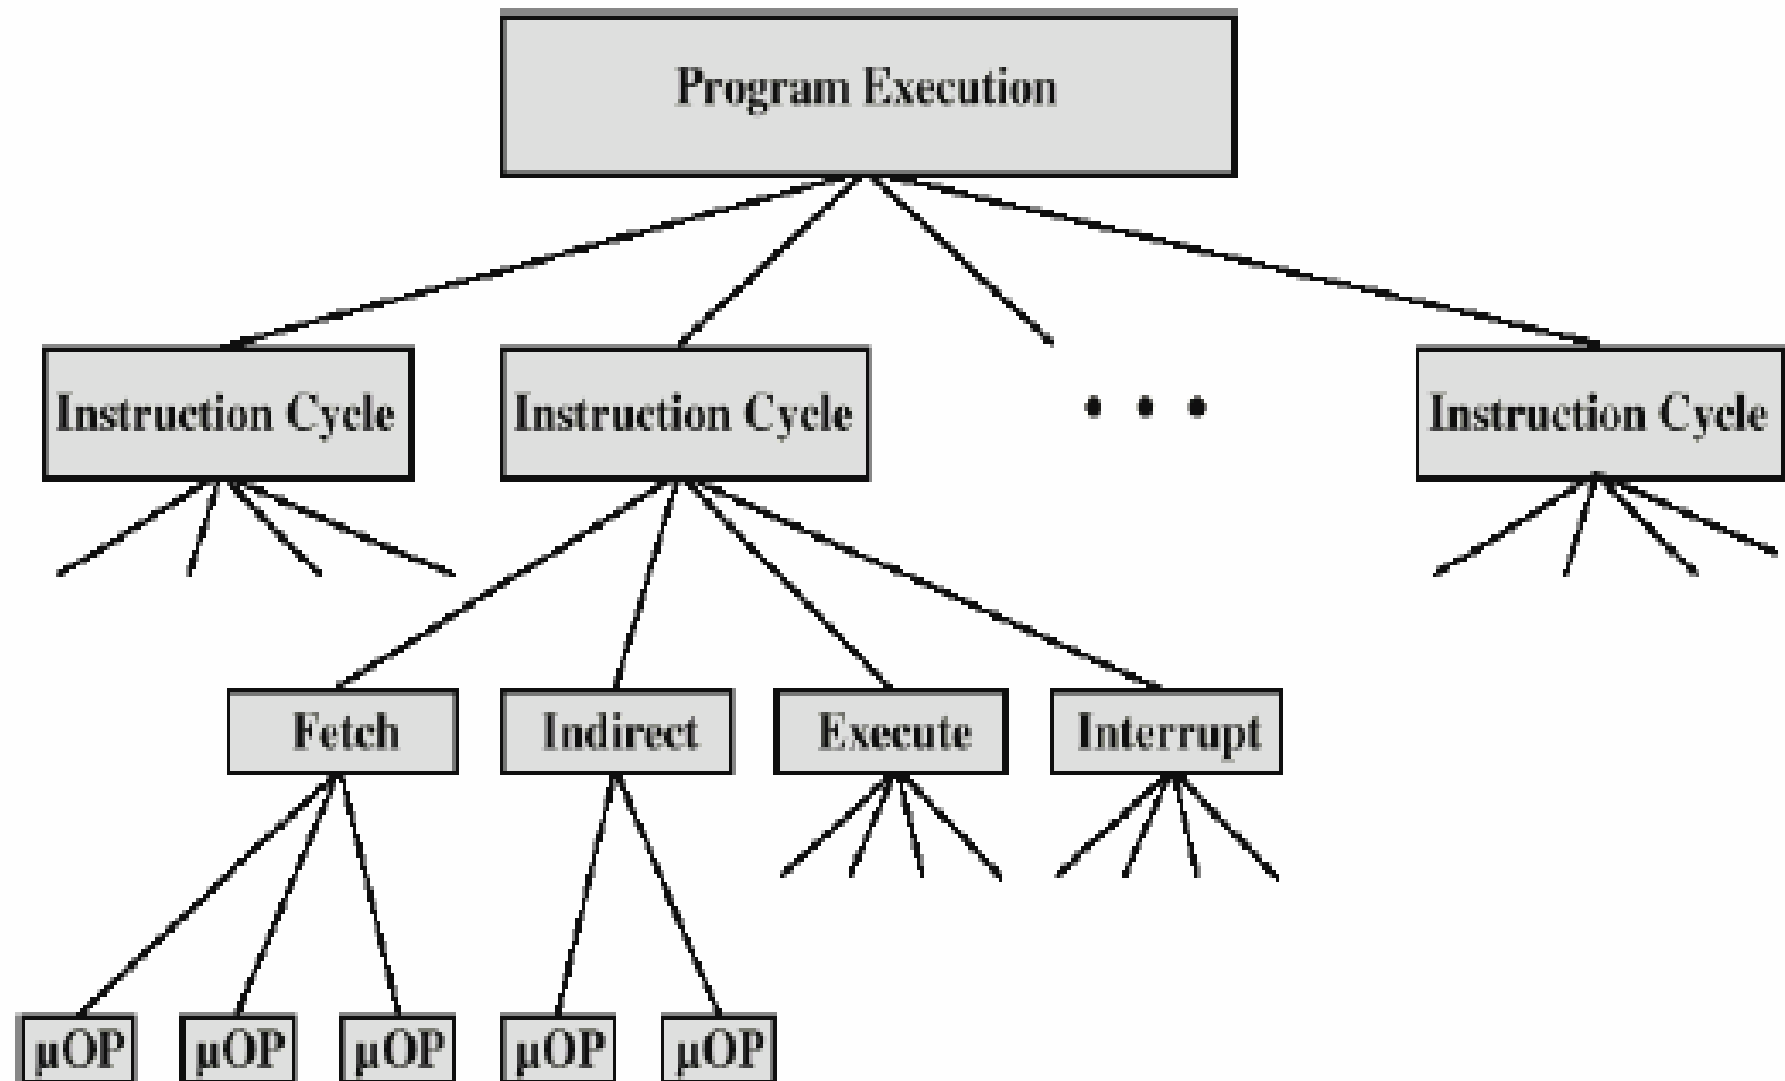 Program Execution
Instruction Cycle
Instruction Cycle
• • •
Instruction Cycle
Fetch
Indirect
Execute
Interrupt
μOP
μOP
μOP
μOP
μOP